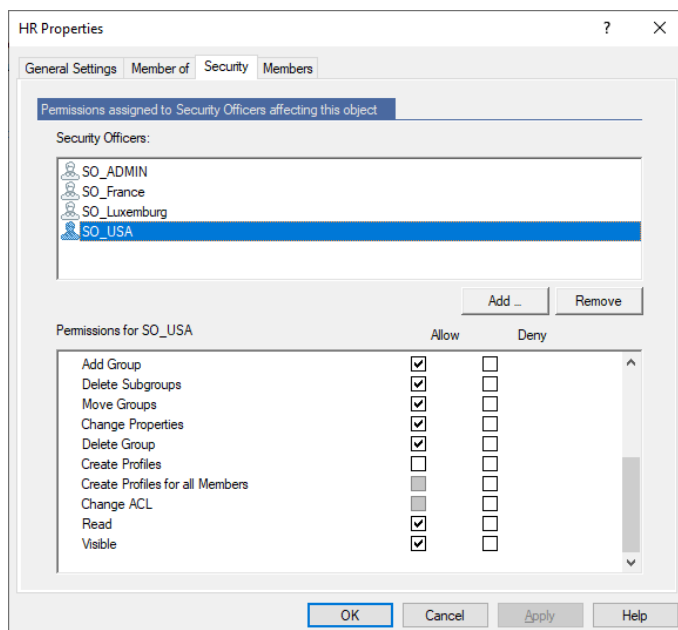 HR Properties
General Settings Member of Security Members
Permissions assigned to Security Officers affecting this object
Security Officers:
SO_ADMIN
SO_France
SO_Luxemburg
SO_USA
Add ... Remove
Permissions for SO_USA Allow Deny
Add Group
Delete Subgroups
Move Groups
Change Properties
Delete Group
Create Profiles
Create Profiles for all Members
Change ACL
Read
Visible
OK Cancel Apply Help